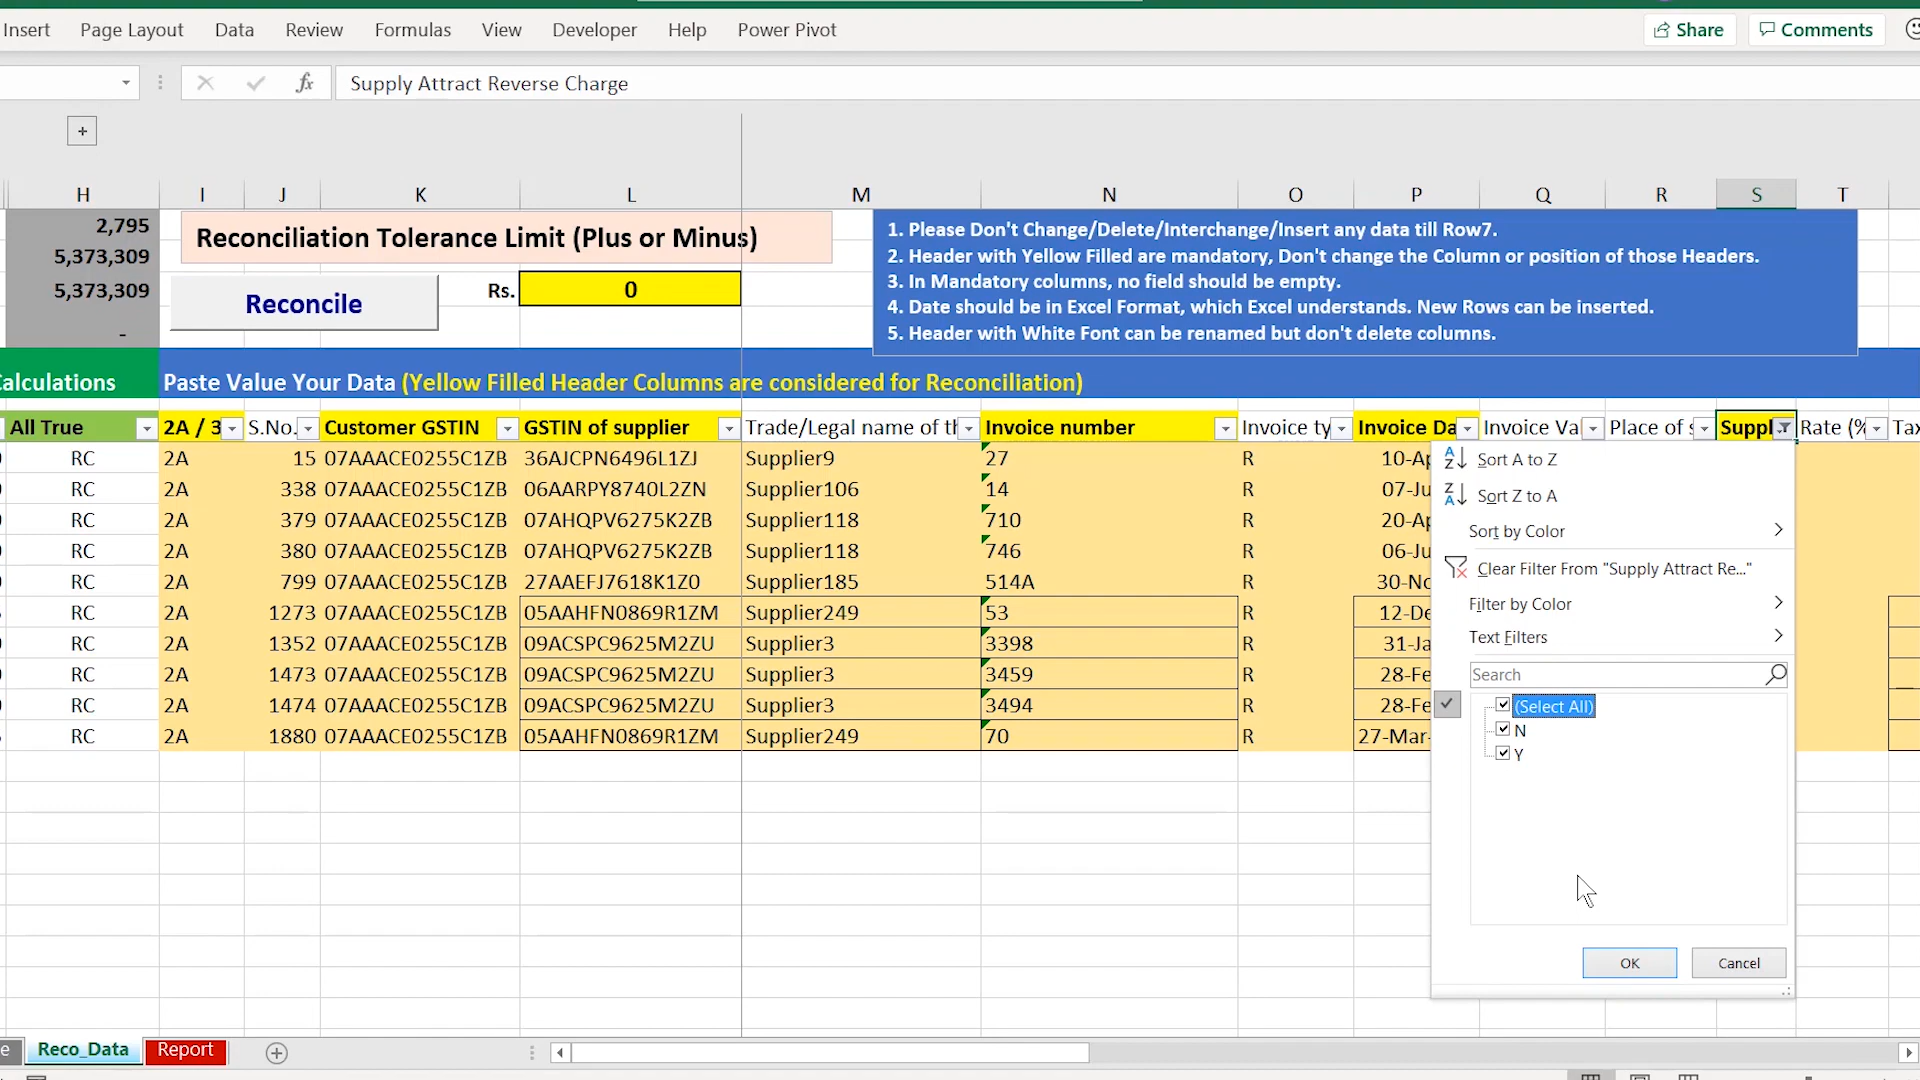 Insert Page Layout Data Review Formulas View Developer Help Power Pivot Share Comments
fx Supply Attract Reverse Charge
+
H I J K L M N O P Q R S T
2,795
5,373,309
5,373,309
-
Reconciliation Tolerance Limit (Plus or Minus)
Reconcile Rs. 0
1. Please Don't Change/Delete/Interchange/Insert any data till Row7.
2. Header with Yellow Filled are mandatory, Don't change the Column or position of those Headers.
3. In Mandatory columns, no field should be empty.
4. Date should be in Excel Format, which Excel understands. New Rows can be inserted.
5. Header with White Font can be renamed but don't delete columns.
alculations Paste Value Your Data (Yellow Filled Header Columns are considered for Reconciliation)
All True 2A / 3 S.No. Customer GSTIN GSTIN of supplier Trade/Legal name of th Invoice number Invoice ty Invoice Da Invoice Va Place of s Suppl Rate (% Tax
RC 2A 15 07AAACE0255C1ZB 36AJCPN6496L1ZJ Supplier9 27 R 10-Ap
RC 2A 338 07AAACE0255C1ZB 06AARPY8740L2ZN Supplier106 14 R 07-Ju
RC 2A 379 07AAACE0255C1ZB 07AHQPV6275K2ZB Supplier118 710 R 20-Ap
RC 2A 380 07AAACE0255C1ZB 07AHQPV6275K2ZB Supplier118 746 R 06-Ju
RC 2A 799 07AAACE0255C1ZB 27AAEFJ7618K1Z0 Supplier185 514A R 30-No
RC 2A 1273 07AAACE0255C1ZB 05AAHFN0869R1ZM Supplier249 53 R 12-De
RC 2A 1352 07AAACE0255C1ZB 09ACSPC9625M2ZU Supplier3 3398 R 31-Ja
RC 2A 1473 07AAACE0255C1ZB 09ACSPC9625M2ZU Supplier3 3459 R 28-Fe
RC 2A 1474 07AAACE0255C1ZB 09ACSPC9625M2ZU Supplier3 3494 R 28-Fe
RC 2A 1880 07AAACE0255C1ZB 05AAHFN0869R1ZM Supplier249 70 R 27-Mar-
Sort A to Z
Sort Z to A
Sort by Color
Clear Filter From "Supply Attract Re..."
Filter by Color
Text Filters
Search
(Select All)
N
Y
OK Cancel
e Reco_Data Report